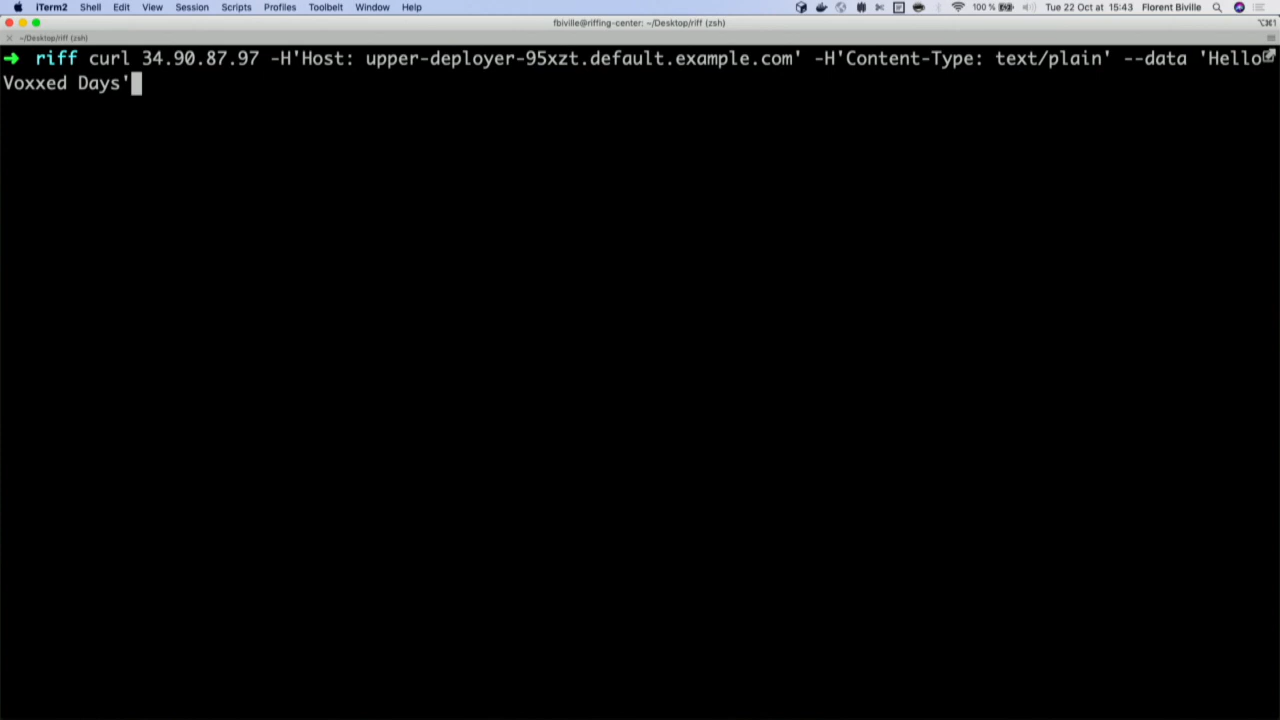 iTerm2 Shell Edit View Session Scripts Profiles Toolbelt Window Help 100 % Tue 22 Oct at 15:43 Florent Biville
fbiville@riffing-center: ~/Desktop/riff (zsh) ⌥⌘1
~/Desktop/riff (zsh)
➜ riff curl 34.90.87.97 -H'Host: upper-deployer-95xzt.default.example.com' -H'Content-Type: text/plain' --data 'Hello
Voxxed Days'